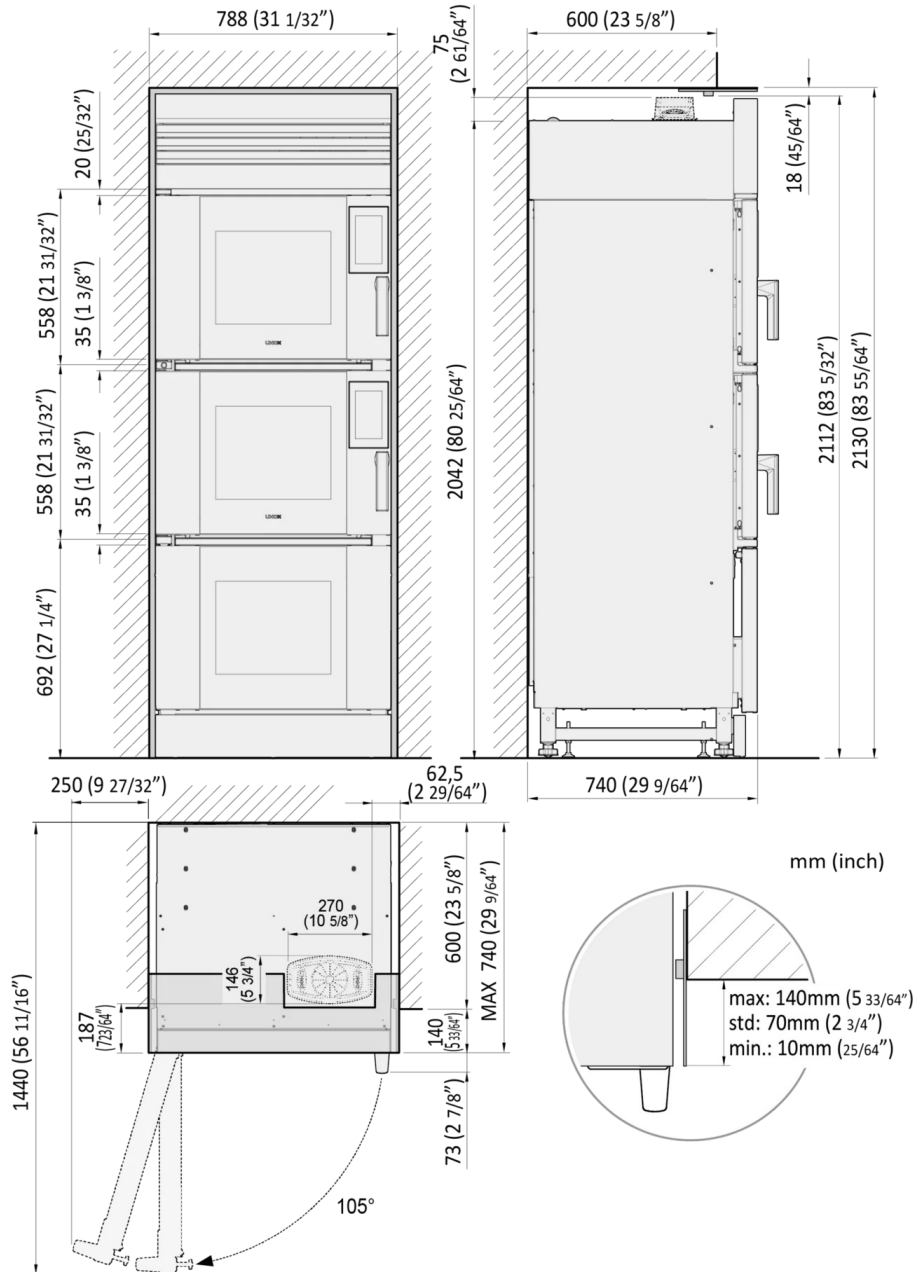 788 (31 1/32”)
600 (23 5/8”)
75
(2 61/64”)
20 (25/32”)
18 (45/64”)
558 (21 31/32”)
35 (1 3/8”)
558 (21 31/32”)
35 (1 3/8”)
692 (27 1/4”)
2042 (80 25/64”)
2112 (83 5/32”)
2130 (83 55/64”)
250 (9 27/32”)
62,5
(2 29/64”)
740 (29 9/64”)
270
(10 5/8”)
146
(5 3/4”)
600 (23 5/8”)
MAX 740 (29 9/64”)
187
(723/64”)
140
(5 33/64”)
1440 (56 11/16”)
73 (2 7/8”)
105°
mm (inch)
max: 140mm (5 33/64”)
std: 70mm (2 3/4”)
min.: 10mm (25/64”)